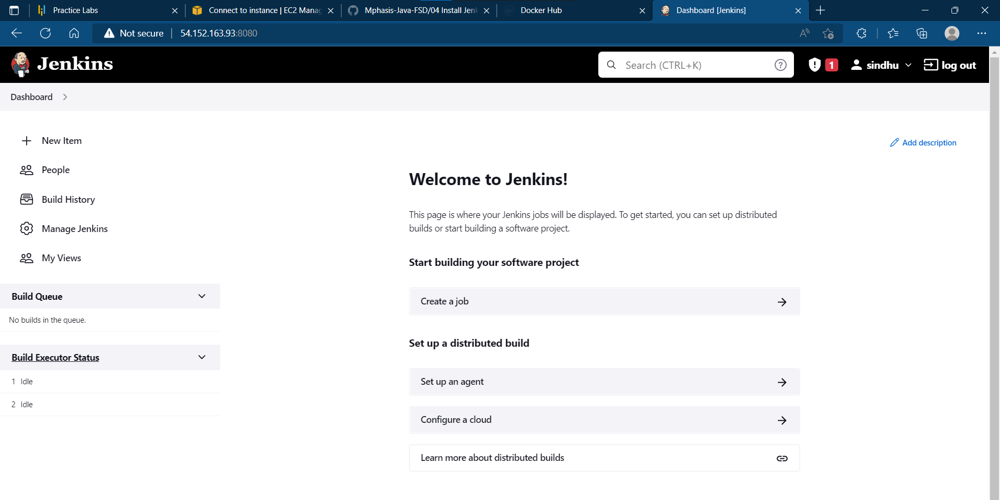 Practice Labs
Connect to instance | EC2 Manag
Mphasis-Java-FSD/04 Install Jenk
Docker Hub
Dashboard [Jenkins]
Not secure
54.152.163.93:8080
Jenkins
Search (CTRL+K)
1
sindhu
log out
Dashboard
New Item
People
Build History
Manage Jenkins
My Views
Build Queue
No builds in the queue.
Build Executor Status
1 Idle
2 Idle
Add description
Welcome to Jenkins!
This page is where your Jenkins jobs will be displayed. To get started, you can set up distributed
builds or start building a software project.
Start building your software project
Create a job
Set up a distributed build
Set up an agent
Configure a cloud
Learn more about distributed builds